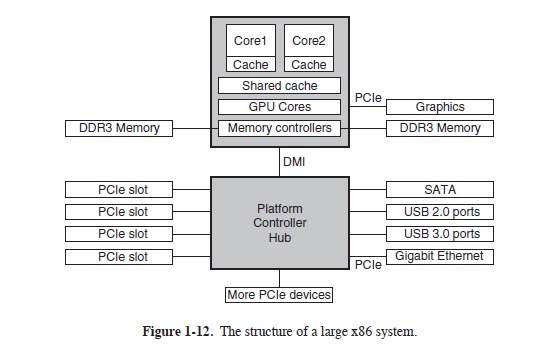 Core1 Core2
Cache Cache
Shared cache
GPU Cores
PCIe
Graphics
DDR3 Memory
Memory controllers
DDR3 Memory
DMI
PCIe slot
PCIe slot
PCIe slot
PCIe slot
Platform
Controller
Hub
SATA
USB 2.0 ports
USB 3.0 ports
Gigabit Ethernet
PCIe
More PCIe devices
Figure 1-12. The structure of a large x86 system.